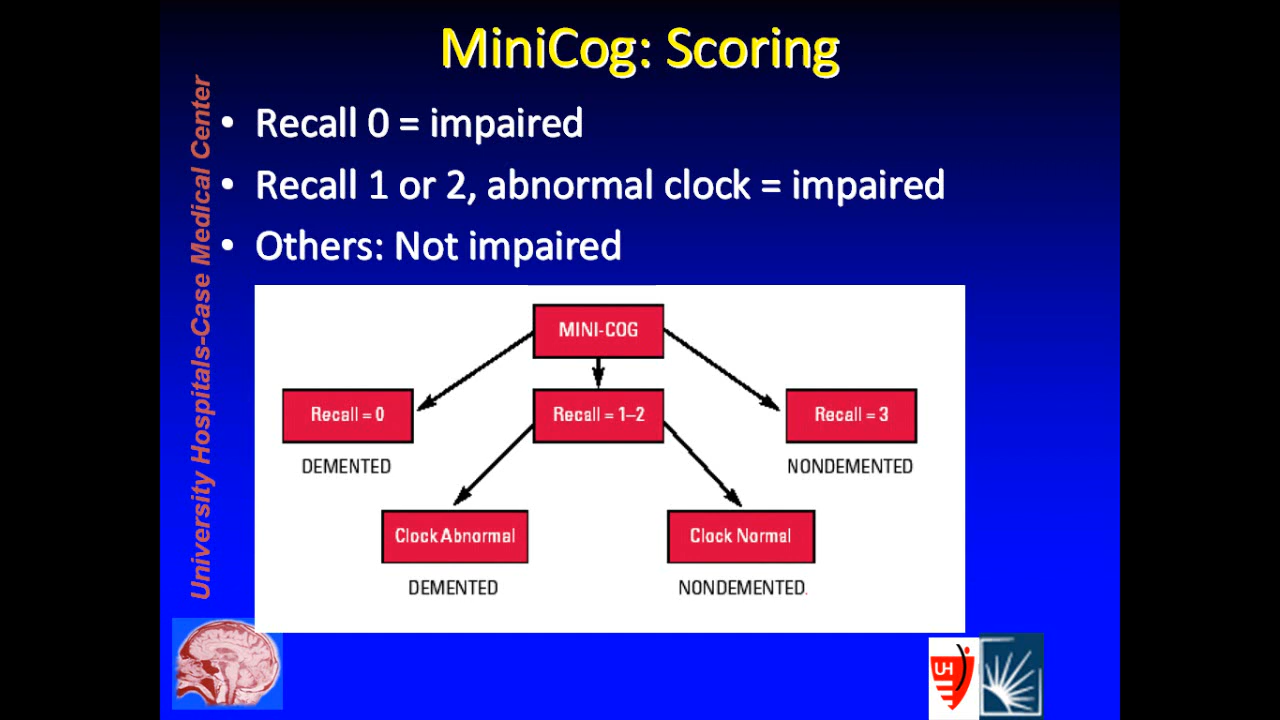 MiniCog: Scoring
University Hospitals-Case Medical Center
• Recall 0 = impaired
• Recall 1 or 2, abnormal clock = impaired
• Others: Not impaired
MINI-COG
Recall = 0
Recall = 1–2
Recall = 3
DEMENTED
NONDEMENTED
Clock Abnormal
Clock Normal
DEMENTED
NONDEMENTED.
UH